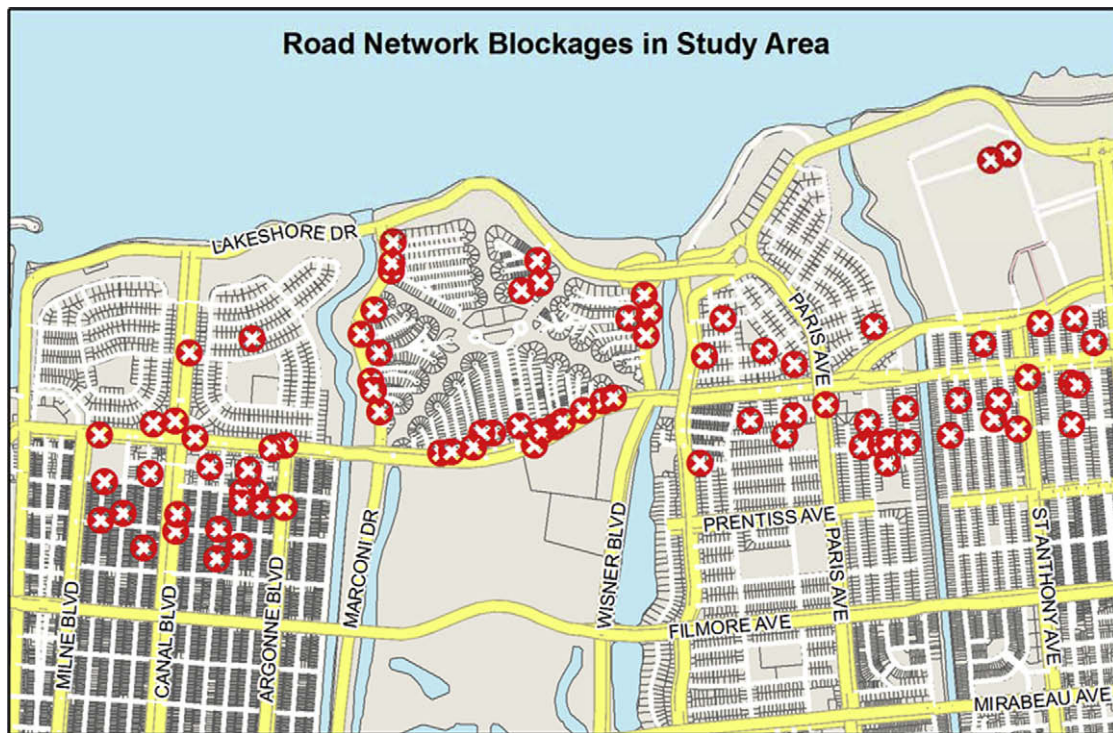 Road Network Blockages in Study Area
LAKESHORE DR
PARIS AVE
MILNE BLVD
CANAL BLVD
ARGONNE BLVD
MARCONI DR
WISNER BLVD
PRENTISS AVE
PARIS AVE
FILMORE AVE
ST ANTHONY AVE
MIRABEAU AVE